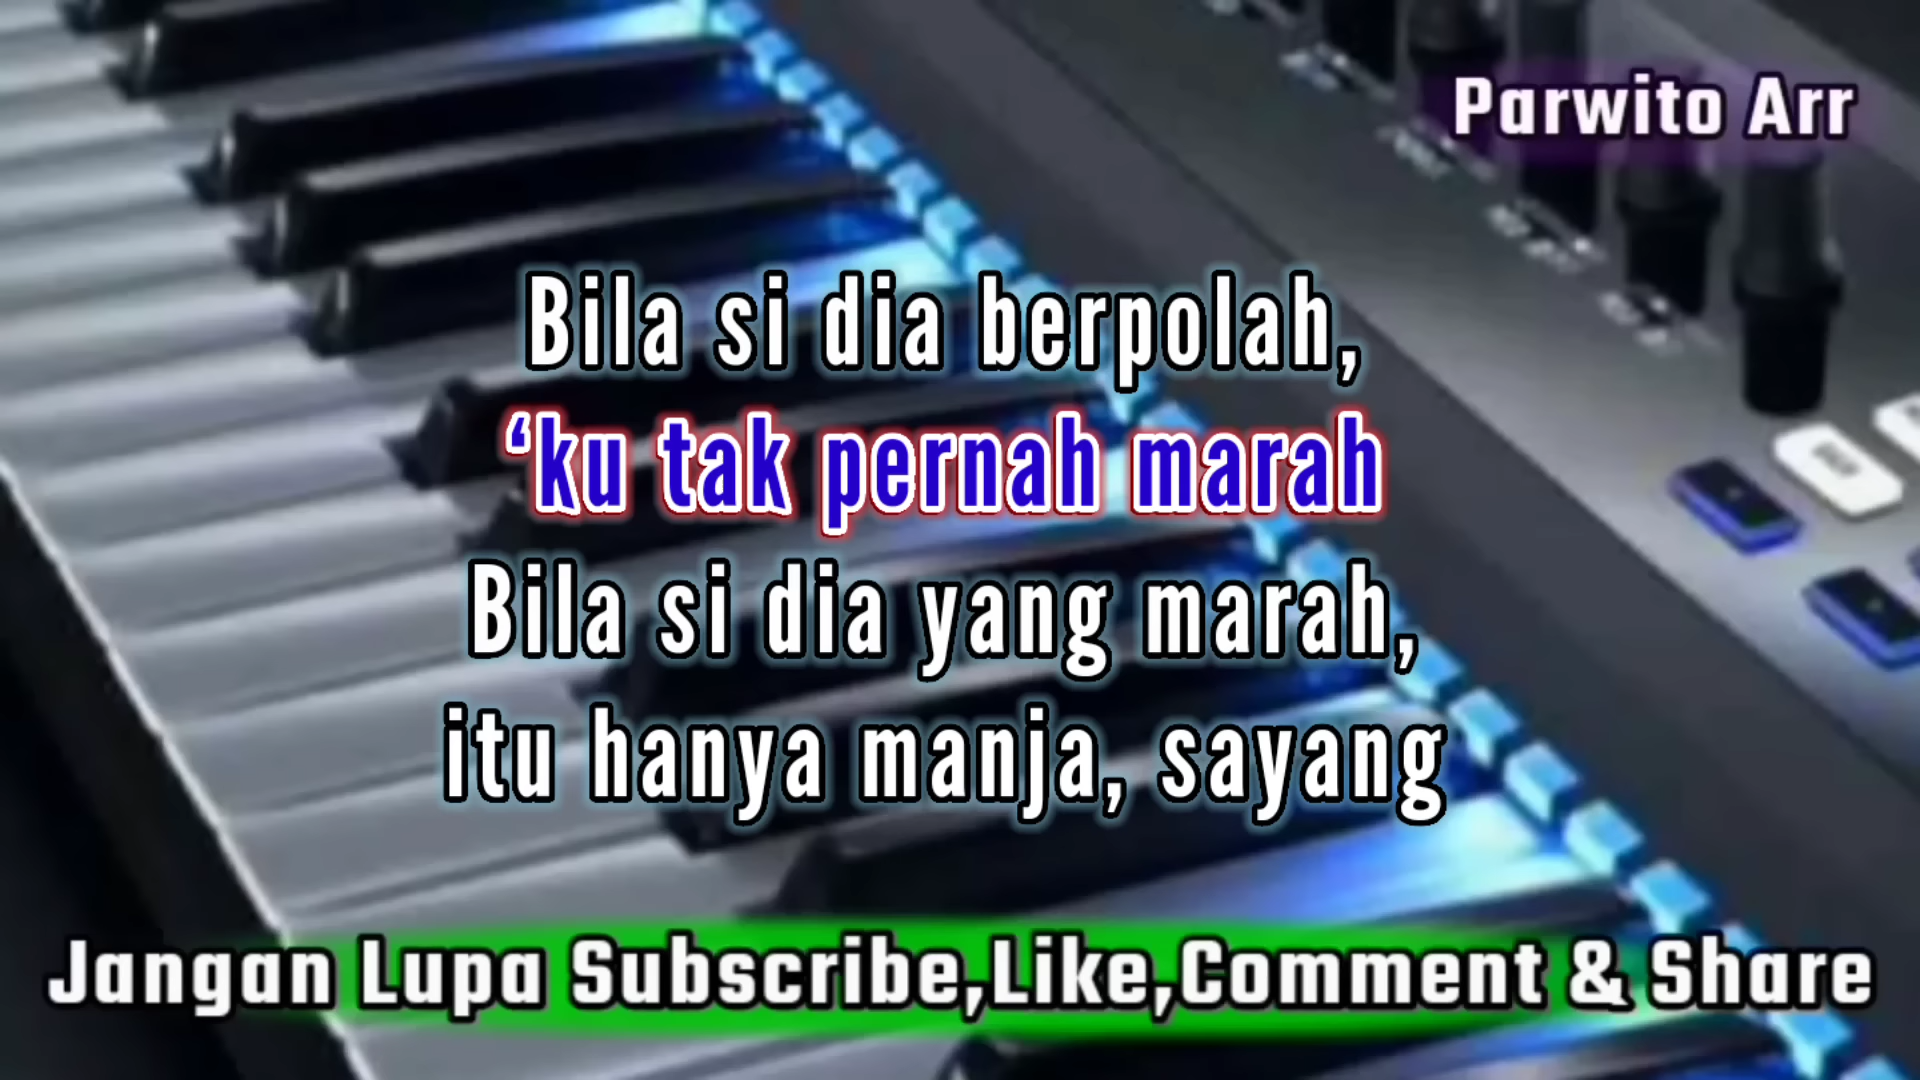 Parwito Arr
Bila si dia berpolah,
‘ku tak pernah marah
Bila si dia yang marah,
itu hanya manja, sayang
Jangan Lupa Subscribe,Like,Comment & Share